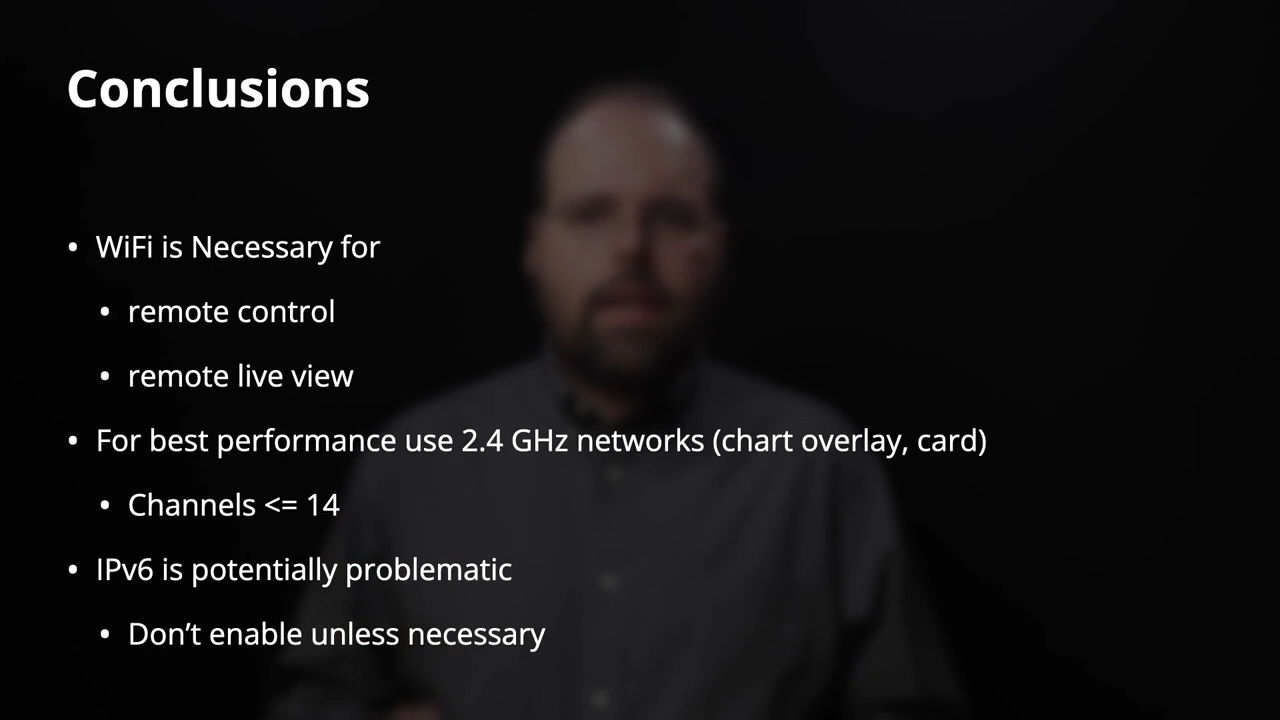 Conclusions
• WiFi is Necessary for
• remote control
• remote live view
• For best performance use 2.4 GHz networks (chart overlay, card)
• Channels <= 14
• IPv6 is potentially problematic
• Don’t enable unless necessary